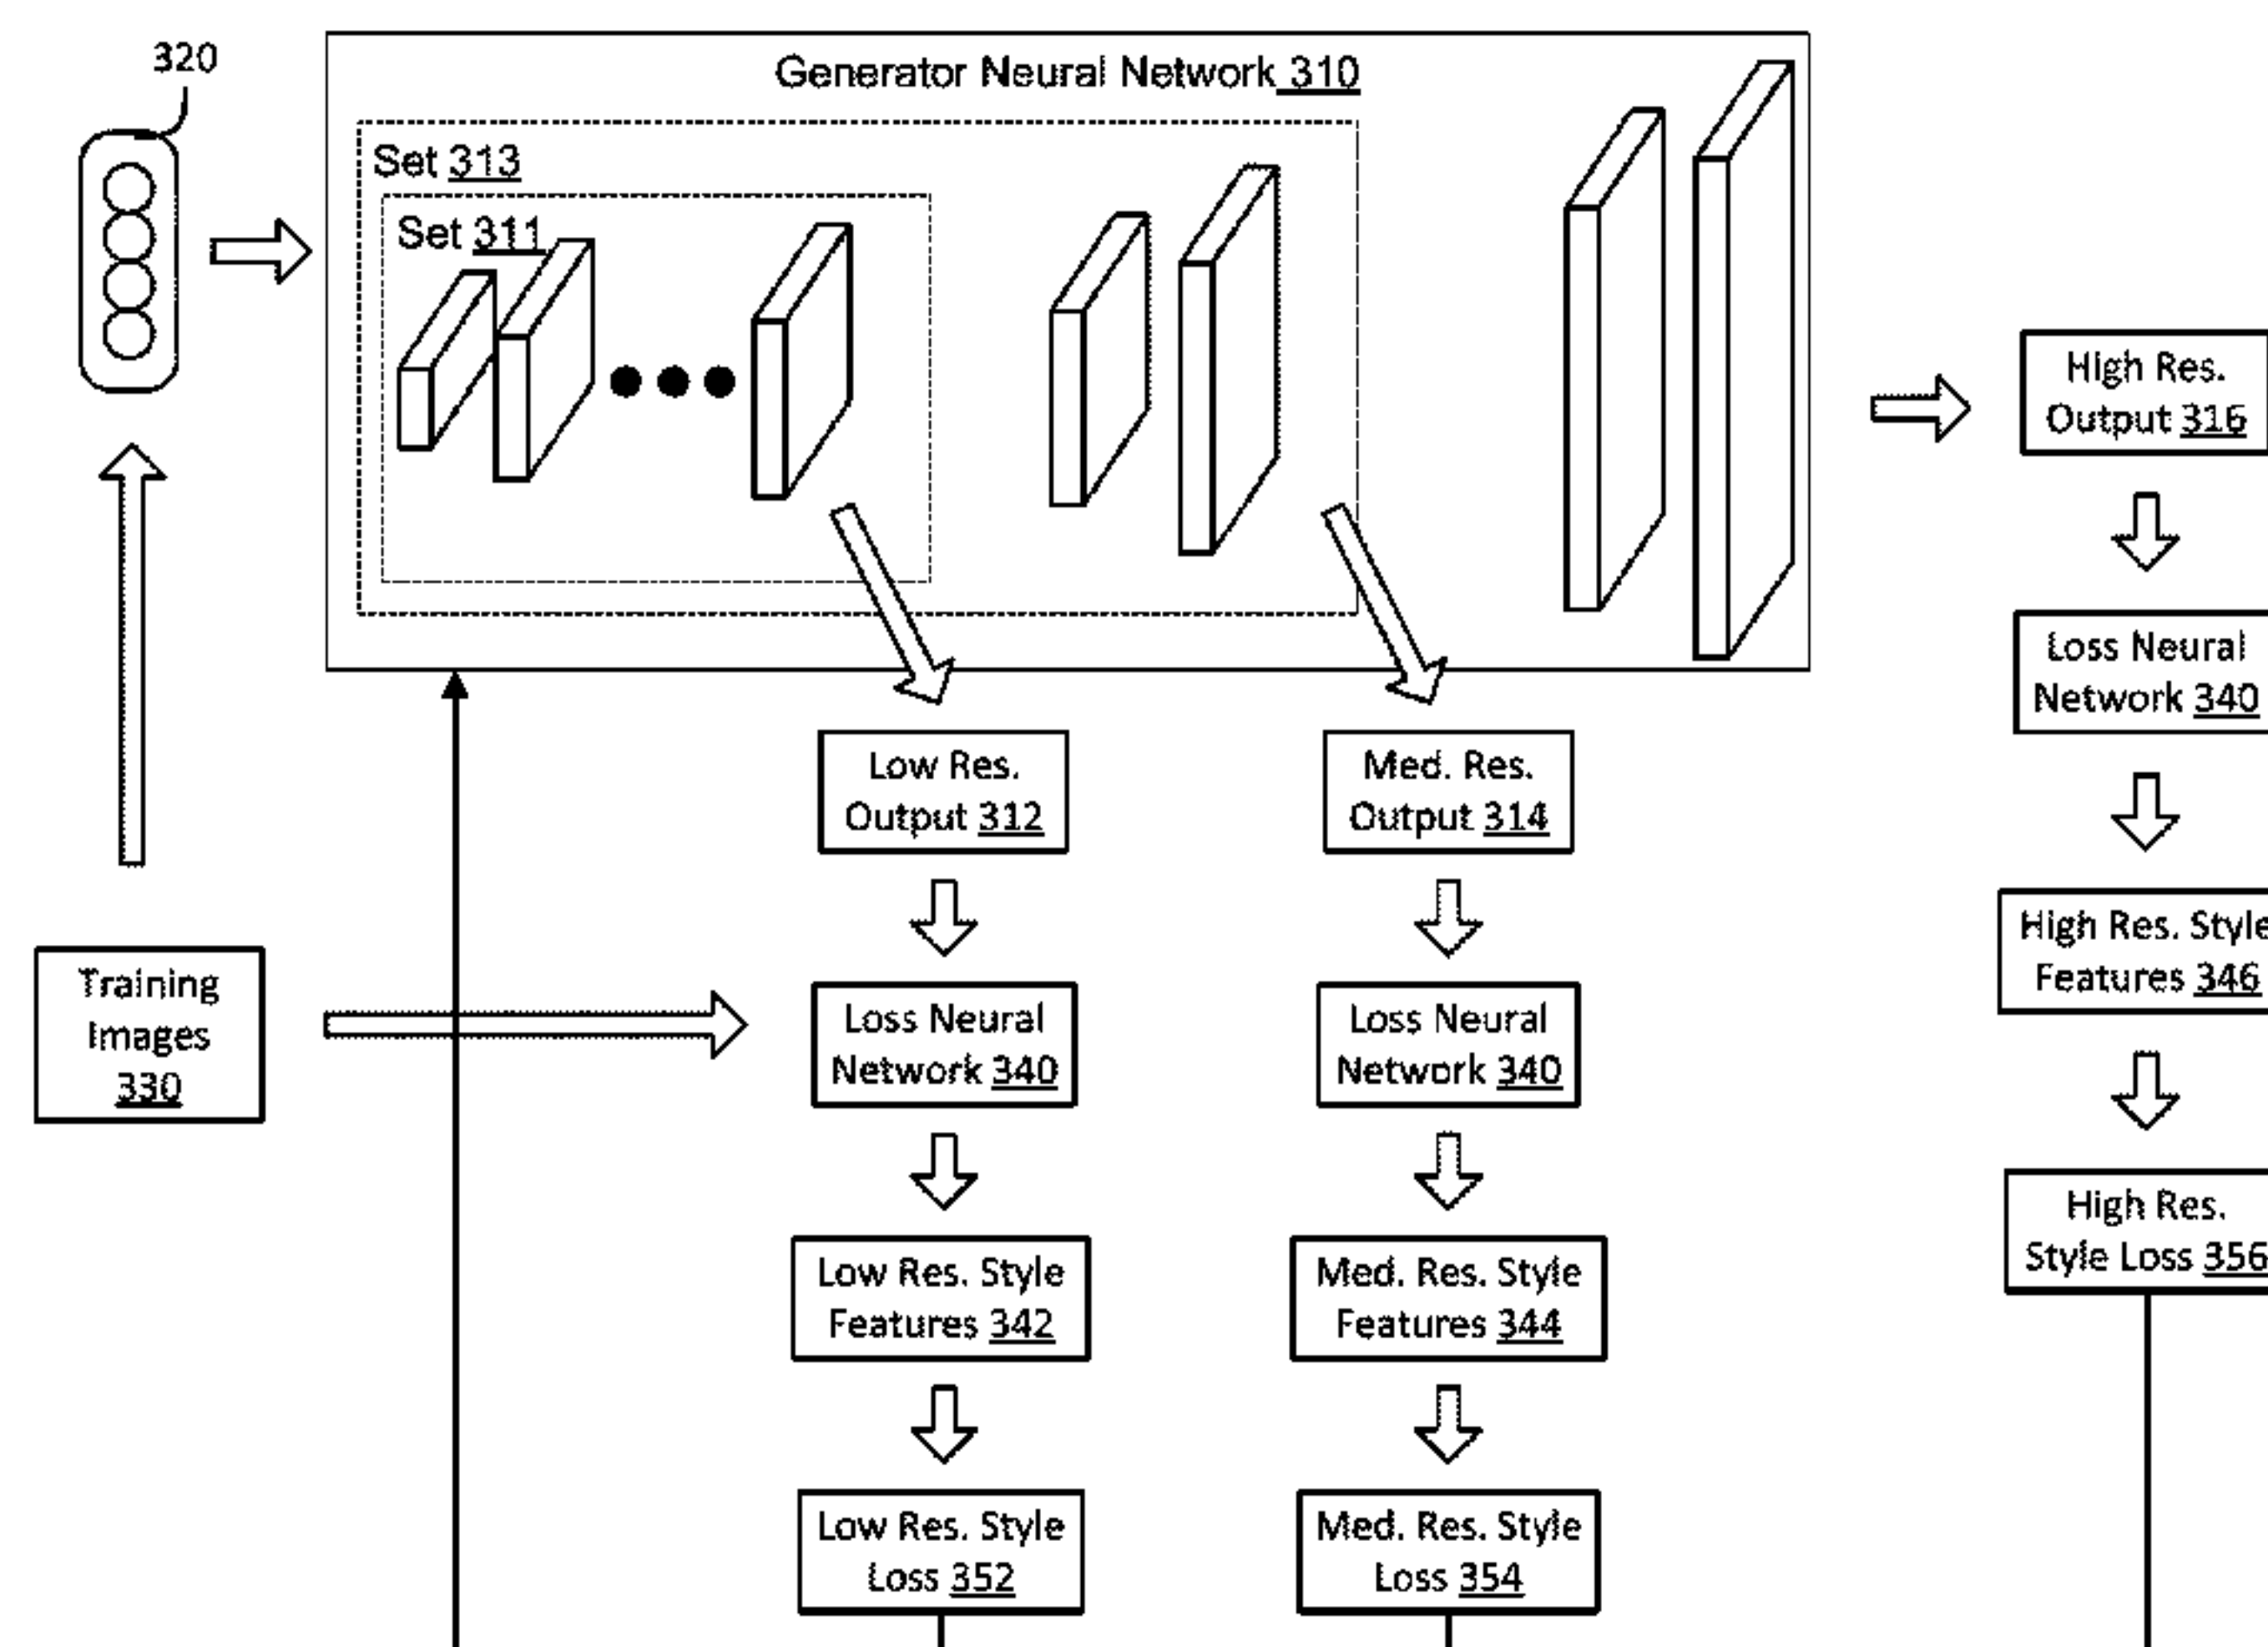 320
Generator Neural Network 310
Set 313
Set 311
High Res.
Output 316
Loss Neural
Network 340
Low Res.
Output 312
Med. Res.
Output 314
High Res. Style
Features 346
Training
Images
330
Loss Neural
Network 340
Loss Neural
Network 340
High Res.
Style Loss 356
Low Res. Style
Features 342
Med. Res. Style
Features 344
Low Res. Style
Loss 352
Med. Res. Style
Loss 354